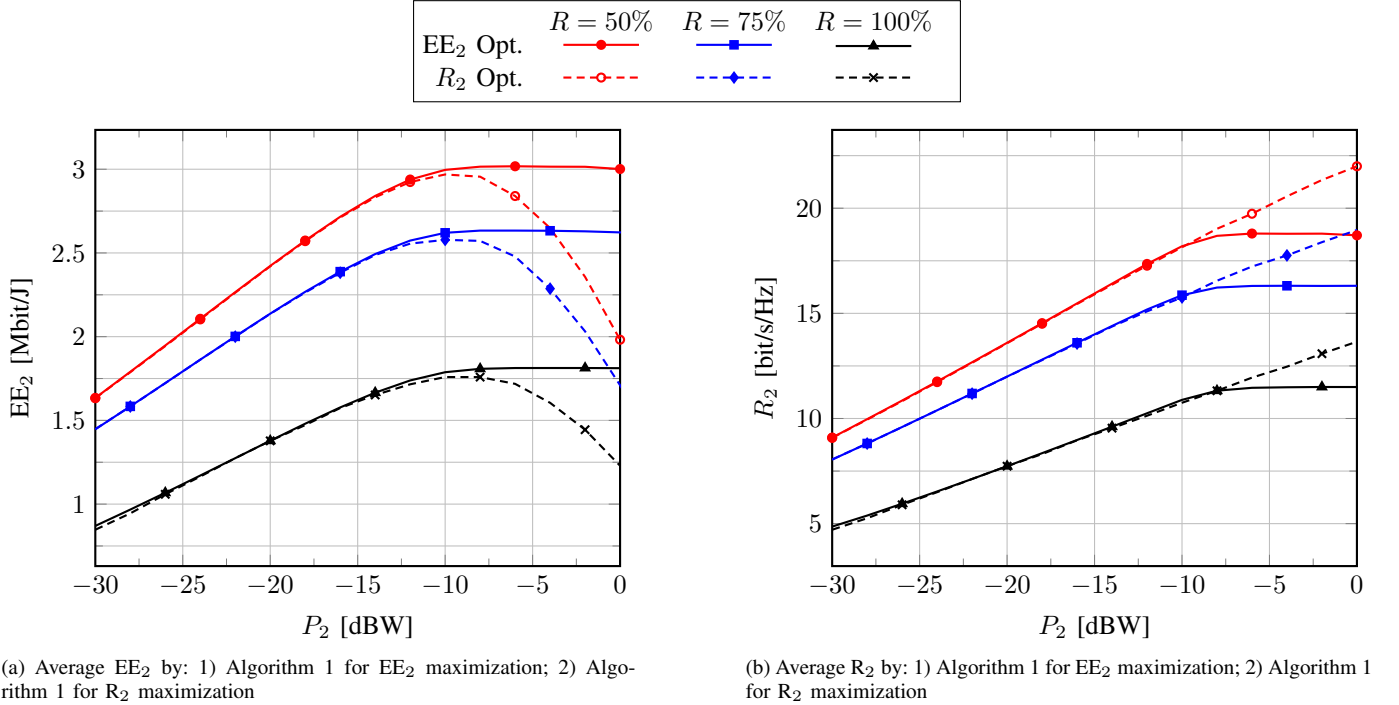 R = 50% R = 75% R = 100%
EE₂ Opt.
R₂ Opt.
3
2.5
2
1.5
1
EE₂ [Mbit/J]
−30 −25 −20 −15 −10 −5 0
P₂ [dBW]
(a) Average EE₂ by: 1) Algorithm 1 for EE₂ maximization; 2) Algo-
rithm 1 for R₂ maximization
20
15
10
5
R₂ [bit/s/Hz]
−30 −25 −20 −15 −10 −5 0
P₂ [dBW]
(b) Average R₂ by: 1) Algorithm 1 for EE₂ maximization; 2) Algorithm 1
for R₂ maximization